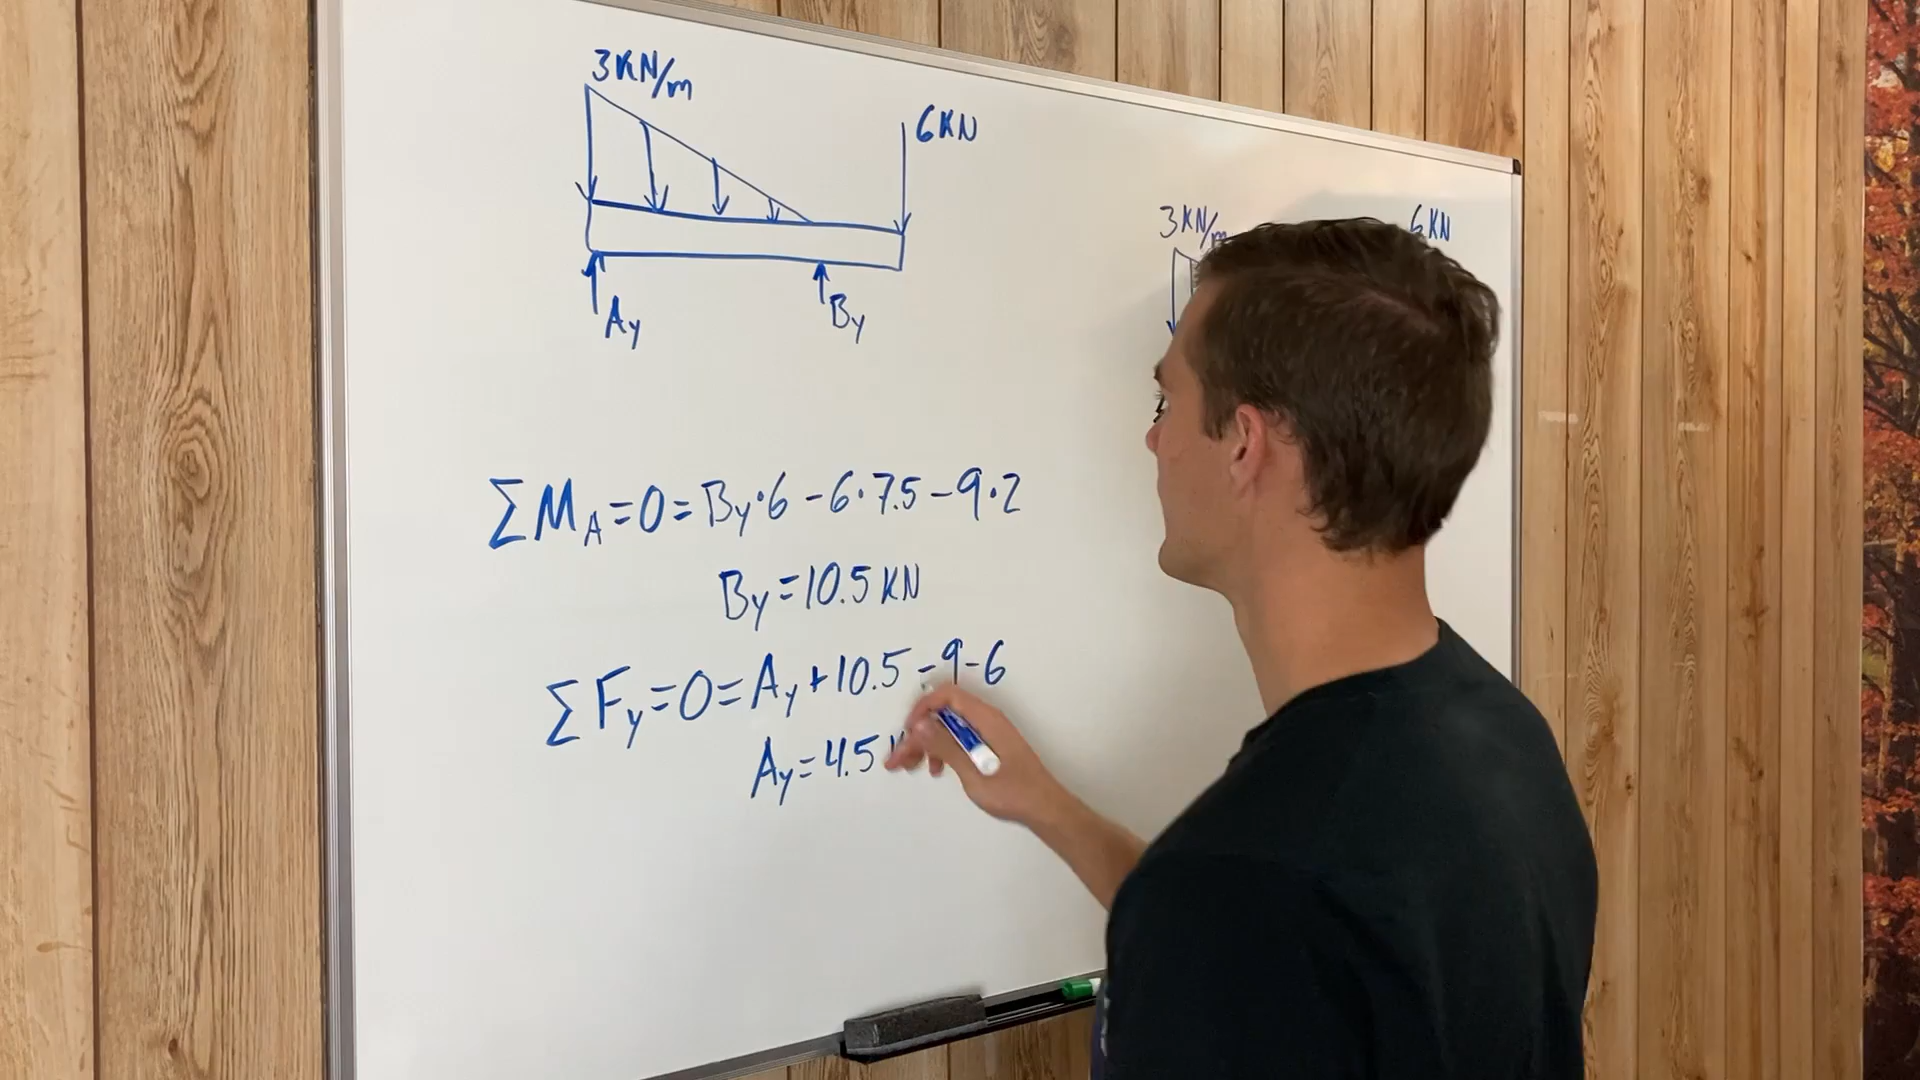 3KN/m
6KN
Ay
By
3KN/m
6KN
ΣM_A=0=By·6-6·7.5-9·2
By=10.5KN
ΣFy=0=Ay+10.5-9-6
Ay=4.5